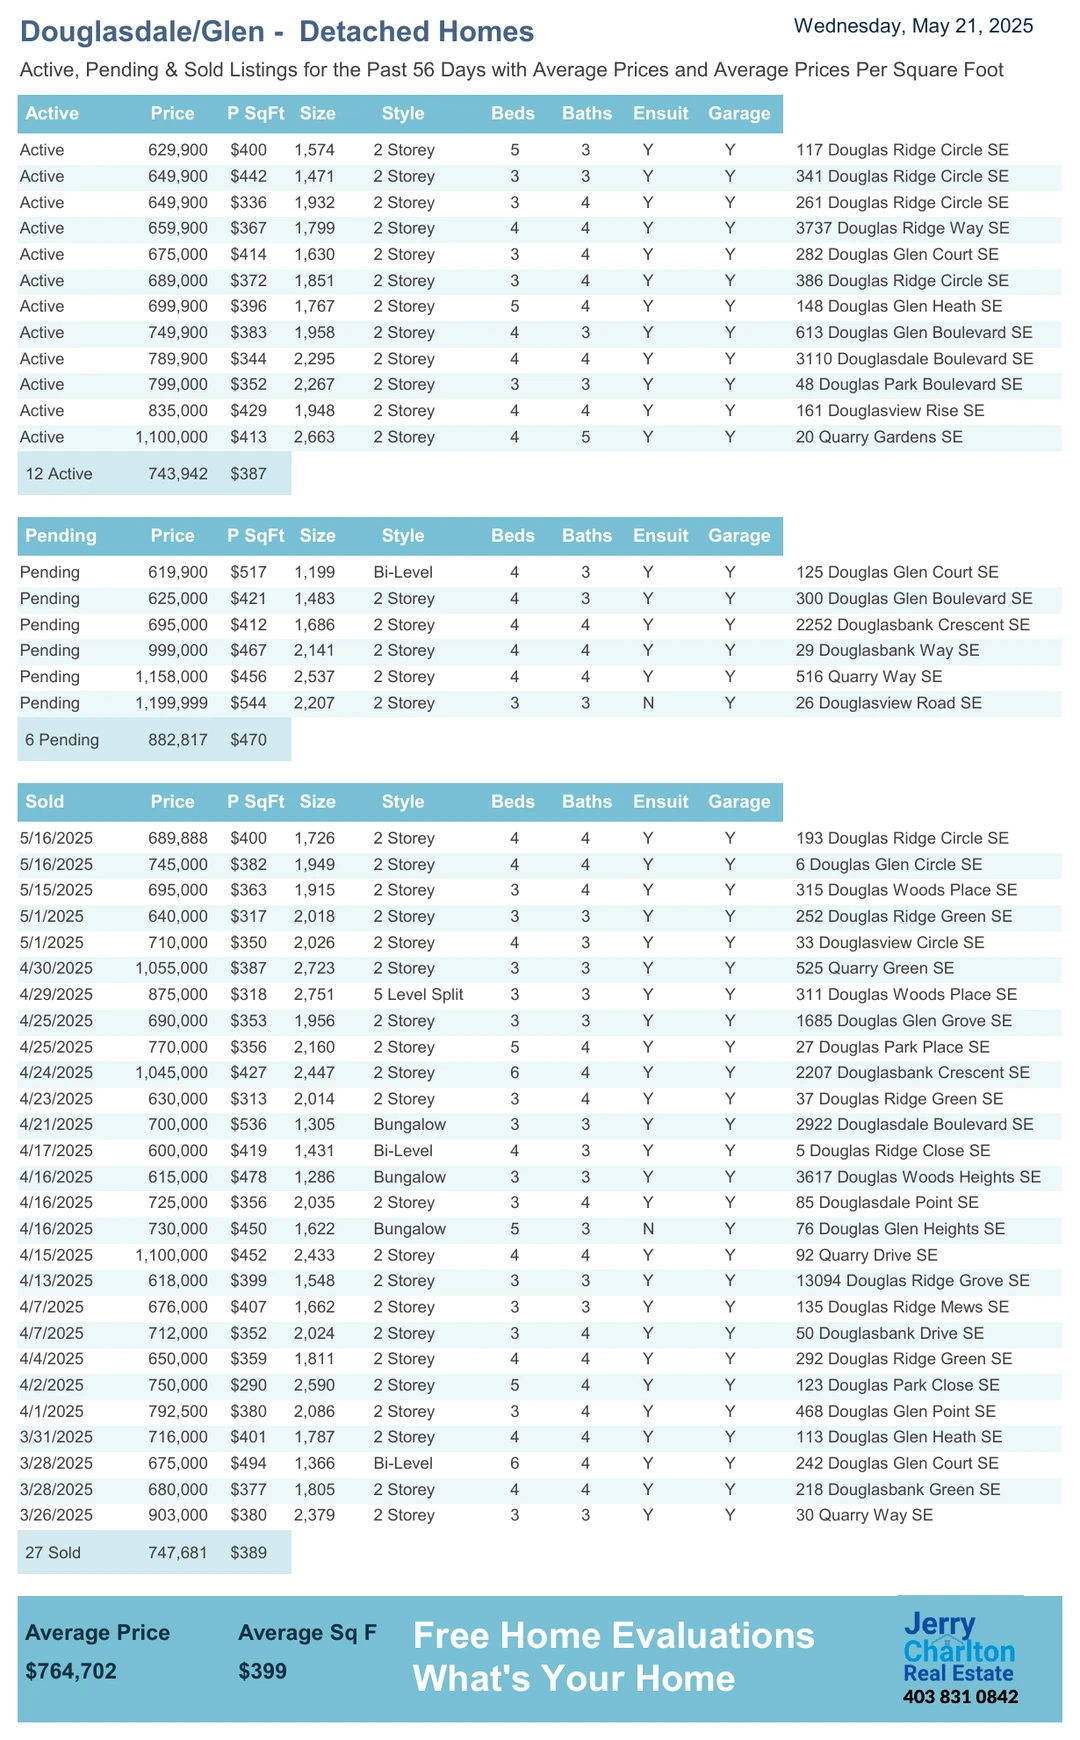 Douglasdale/Glen -  Detached Homes
Wednesday, May 21, 2025
Active, Pending & Sold Listings for the Past 56 Days with Average Prices and Average Prices Per Square Foot
Active Price P SqFt Size Style Beds Baths Ensuit Garage
Active 629,900 $400 1,574 2 Storey 5 3 Y Y 117 Douglas Ridge Circle SE
Active 649,900 $442 1,471 2 Storey 3 3 Y Y 341 Douglas Ridge Circle SE
Active 649,900 $336 1,932 2 Storey 3 4 Y Y 261 Douglas Ridge Circle SE
Active 659,900 $367 1,799 2 Storey 4 4 Y Y 3737 Douglas Ridge Way SE
Active 675,000 $414 1,630 2 Storey 3 4 Y Y 282 Douglas Glen Court SE
Active 689,000 $372 1,851 2 Storey 3 4 Y Y 386 Douglas Ridge Circle SE
Active 699,900 $396 1,767 2 Storey 5 4 Y Y 148 Douglas Glen Heath SE
Active 749,900 $383 1,958 2 Storey 4 3 Y Y 613 Douglas Glen Boulevard SE
Active 789,900 $344 2,295 2 Storey 4 4 Y Y 3110 Douglasdale Boulevard SE
Active 799,000 $352 2,267 2 Storey 3 3 Y Y 48 Douglas Park Boulevard SE
Active 835,000 $429 1,948 2 Storey 4 4 Y Y 161 Douglasview Rise SE
Active 1,100,000 $413 2,663 2 Storey 4 5 Y Y 20 Quarry Gardens SE
12 Active 743,942 $387
Pending Price P SqFt Size Style Beds Baths Ensuit Garage
Pending 619,900 $517 1,199 Bi-Level 4 3 Y Y 125 Douglas Glen Court SE
Pending 625,000 $421 1,483 2 Storey 4 3 Y Y 300 Douglas Glen Boulevard SE
Pending 695,000 $412 1,686 2 Storey 4 4 Y Y 2252 Douglasbank Crescent SE
Pending 999,000 $467 2,141 2 Storey 4 4 Y Y 29 Douglasbank Way SE
Pending 1,158,000 $456 2,537 2 Storey 4 4 Y Y 516 Quarry Way SE
Pending 1,199,999 $544 2,207 2 Storey 3 3 N Y 26 Douglasview Road SE
6 Pending 882,817 $470
Sold Price P SqFt Size Style Beds Baths Ensuit Garage
5/16/2025 689,888 $400 1,726 2 Storey 4 4 Y Y 193 Douglas Ridge Circle SE
5/16/2025 745,000 $382 1,949 2 Storey 4 4 Y Y 6 Douglas Glen Circle SE
5/15/2025 695,000 $363 1,915 2 Storey 3 4 Y Y 315 Douglas Woods Place SE
5/1/2025 640,000 $317 2,018 2 Storey 3 3 Y Y 252 Douglas Ridge Green SE
5/1/2025 710,000 $350 2,026 2 Storey 4 3 Y Y 33 Douglasview Circle SE
4/30/2025 1,055,000 $387 2,723 2 Storey 3 3 Y Y 525 Quarry Green SE
4/29/2025 875,000 $318 2,751 5 Level Split 3 3 Y Y 311 Douglas Woods Place SE
4/25/2025 690,000 $353 1,956 2 Storey 3 3 Y Y 1685 Douglas Glen Grove SE
4/25/2025 770,000 $356 2,160 2 Storey 5 4 Y Y 27 Douglas Park Place SE
4/24/2025 1,045,000 $427 2,447 2 Storey 6 4 Y Y 2207 Douglasbank Crescent SE
4/23/2025 630,000 $313 2,014 2 Storey 3 4 Y Y 37 Douglas Ridge Green SE
4/21/2025 700,000 $536 1,305 Bungalow 3 3 Y Y 2922 Douglasdale Boulevard SE
4/17/2025 600,000 $419 1,431 Bi-Level 4 3 Y Y 5 Douglas Ridge Close SE
4/16/2025 615,000 $478 1,286 Bungalow 3 3 Y Y 3617 Douglas Woods Heights SE
4/16/2025 725,000 $356 2,035 2 Storey 3 4 Y Y 85 Douglasdale Point SE
4/16/2025 730,000 $450 1,622 Bungalow 5 3 N Y 76 Douglas Glen Heights SE
4/15/2025 1,100,000 $452 2,433 2 Storey 4 4 Y Y 92 Quarry Drive SE
4/13/2025 618,000 $399 1,548 2 Storey 3 3 Y Y 13094 Douglas Ridge Grove SE
4/7/2025 676,000 $407 1,662 2 Storey 3 3 Y Y 135 Douglas Ridge Mews SE
4/7/2025 712,000 $352 2,024 2 Storey 3 4 Y Y 50 Douglasbank Drive SE
4/4/2025 650,000 $359 1,811 2 Storey 4 4 Y Y 292 Douglas Ridge Green SE
4/2/2025 750,000 $290 2,590 2 Storey 5 4 Y Y 123 Douglas Park Close SE
4/1/2025 792,500 $380 2,086 2 Storey 3 4 Y Y 468 Douglas Glen Point SE
3/31/2025 716,000 $401 1,787 2 Storey 4 4 Y Y 113 Douglas Glen Heath SE
3/28/2025 675,000 $494 1,366 Bi-Level 6 4 Y Y 242 Douglas Glen Court SE
3/28/2025 680,000 $377 1,805 2 Storey 4 4 Y Y 218 Douglasbank Green SE
3/26/2025 903,000 $380 2,379 2 Storey 3 3 Y Y 30 Quarry Way SE
27 Sold 747,681 $389
Average Price Average Sq F
$764,702 $399
Free Home Evaluations
What's Your Home
Jerry
Charlton
Real Estate
403 831 0842